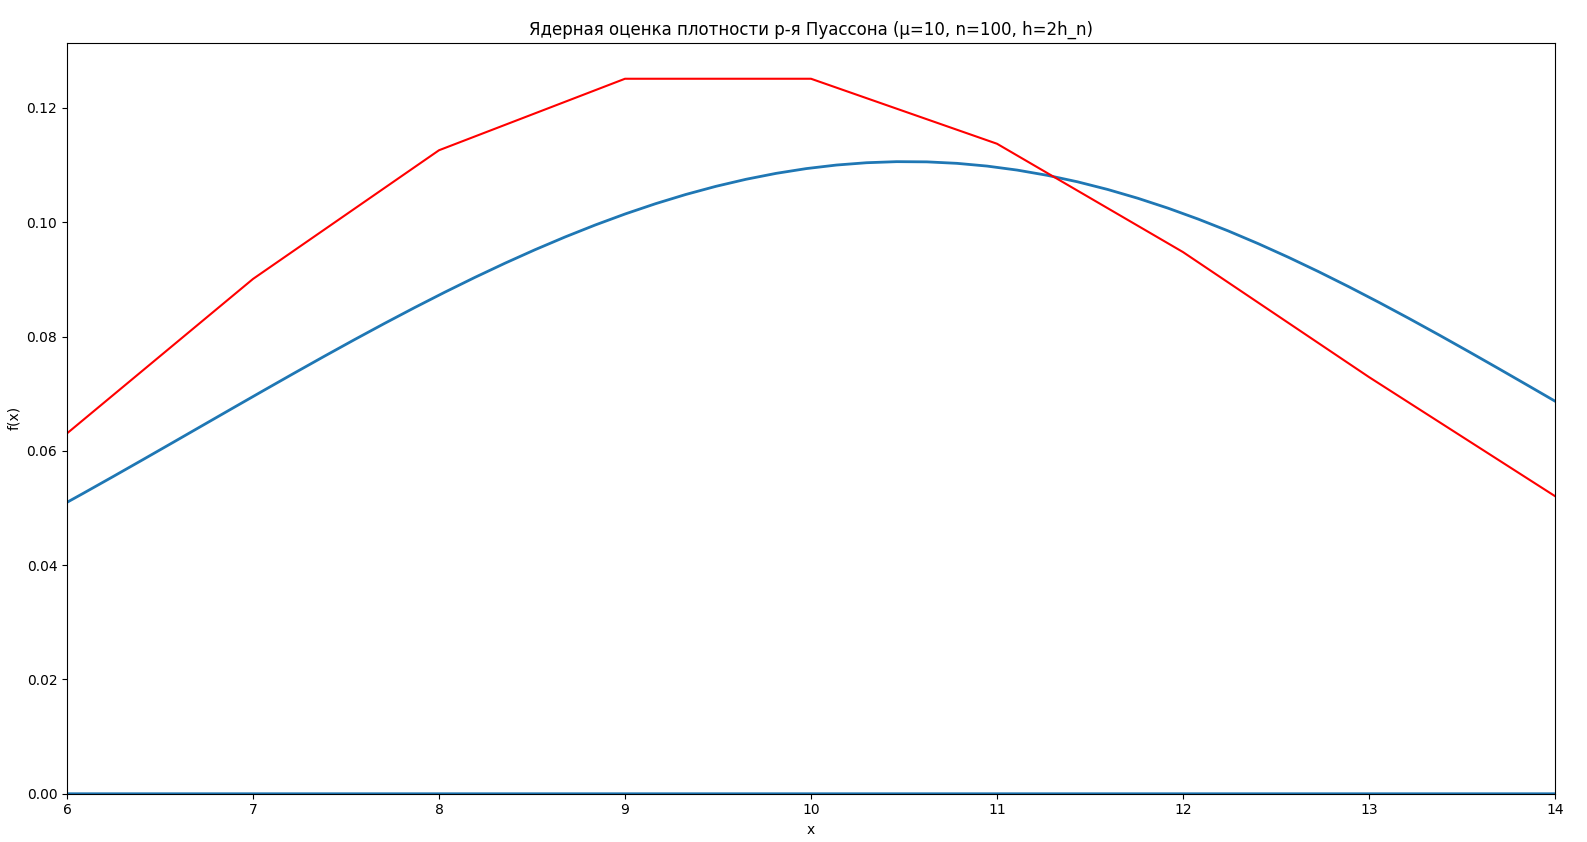 Ядерная оценка плотности р-я Пуассона (μ=10, n=100, h=2h_n)
0.12
0.10
0.08
f(x)
0.06
0.04
0.02
0.00
6 7 8 9 10 11 12 13 14
x